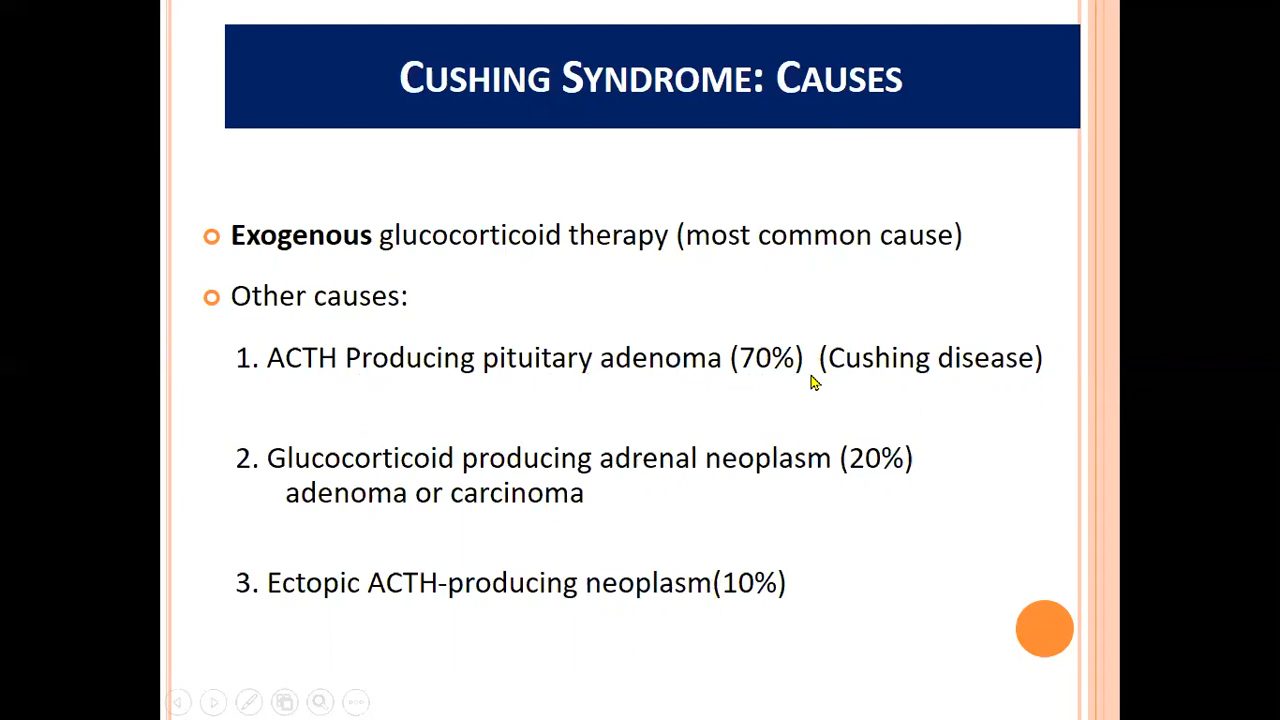 CUSHING SYNDROME: CAUSES
Exogenous glucocorticoid therapy (most common cause)
Other causes:
1. ACTH Producing pituitary adenoma (70%)  (Cushing disease)
2. Glucocorticoid producing adrenal neoplasm (20%)
adenoma or carcinoma
3. Ectopic ACTH-producing neoplasm(10%)